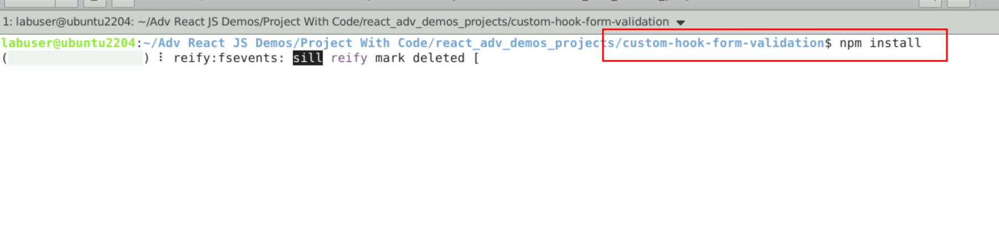 1: labuser@ubuntu2204: ~/Adv React JS Demos/Project With Code/react_adv_demos_projects/custom-hook-form-validation
labuser@ubuntu2204:~/Adv React JS Demos/Project With Code/react_adv_demos_projects/custom-hook-form-validation$ npm install
(                  ) ⠸ reify:fsevents: sill reify mark deleted [